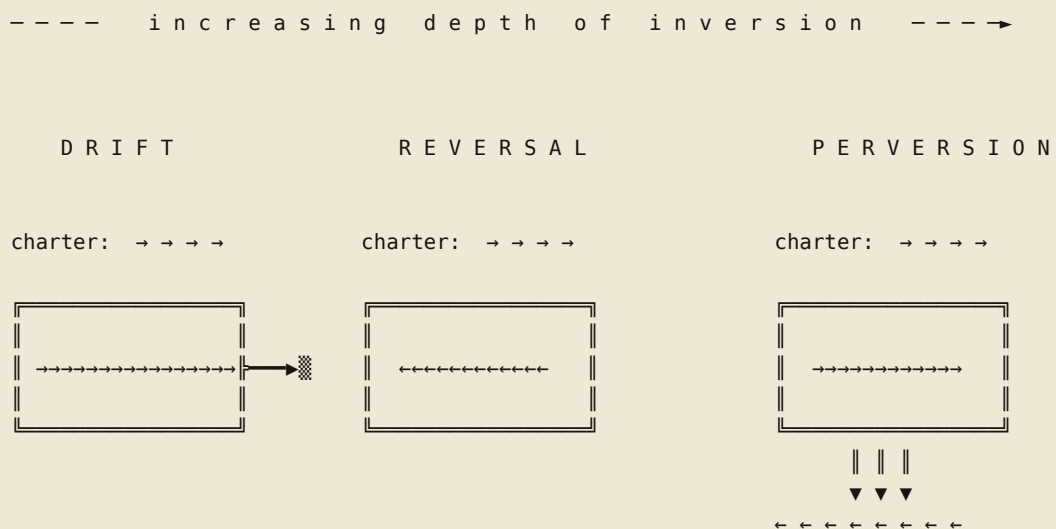 increasing depth of inversion
DRIFT
REVERSAL
PERVERSION
charter: → → → →
charter: → → → →
charter: → → → →